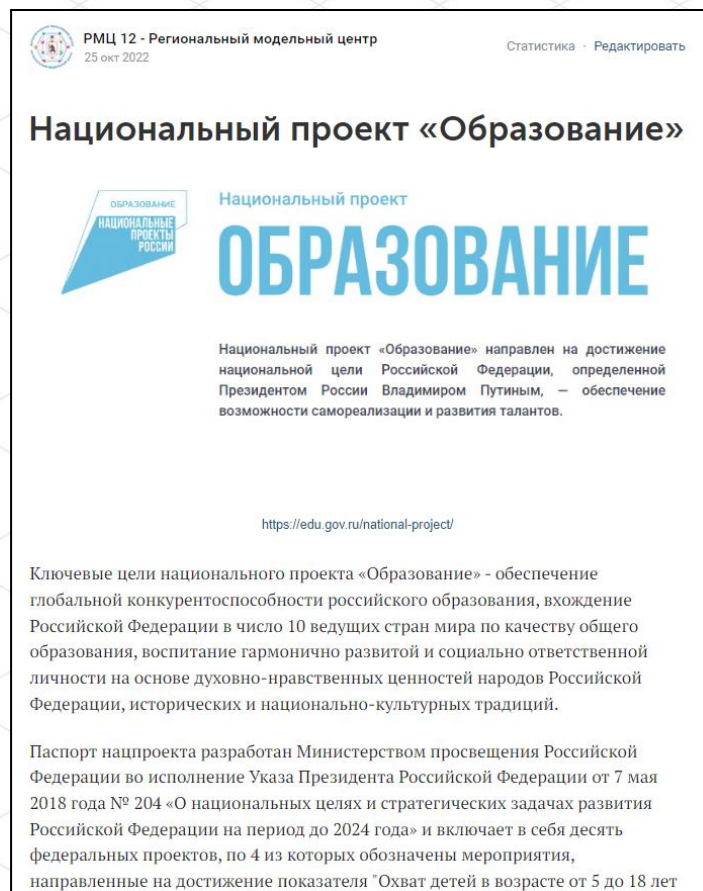 РМЦ 12 - Региональный модельный центр
25 окт 2022
Статистика · Редактировать
Национальный проект «Образование»
ОБРАЗОВАНИЕ
НАЦИОНАЛЬНЫЕ
ПРОЕКТЫ
РОССИИ
Национальный проект
ОБРАЗОВАНИЕ
Национальный проект «Образование» направлен на достижение
национальной цели Российской Федерации, определенной
Президентом России Владимиром Путиным, — обеспечение
возможности самореализации и развития талантов.
https://edu.gov.ru/national-project/
Ключевые цели национального проекта «Образование» - обеспечение
глобальной конкурентоспособности российского образования, вхождение
Российской Федерации в число 10 ведущих стран мира по качеству общего
образования, воспитание гармонично развитой и социально ответственной
личности на основе духовно-нравственных ценностей народов Российской
Федерации, исторических и национально-культурных традиций.
Паспорт нацпроекта разработан Министерством просвещения Российской
Федерации во исполнение Указа Президента Российской Федерации от 7 мая
2018 года № 204 «О национальных целях и стратегических задачах развития
Российской Федерации на период до 2024 года» и включает в себя десять
федеральных проектов, по 4 из которых обозначены мероприятия,
направленные на достижение показателя "Охват детей в возрасте от 5 до 18 лет